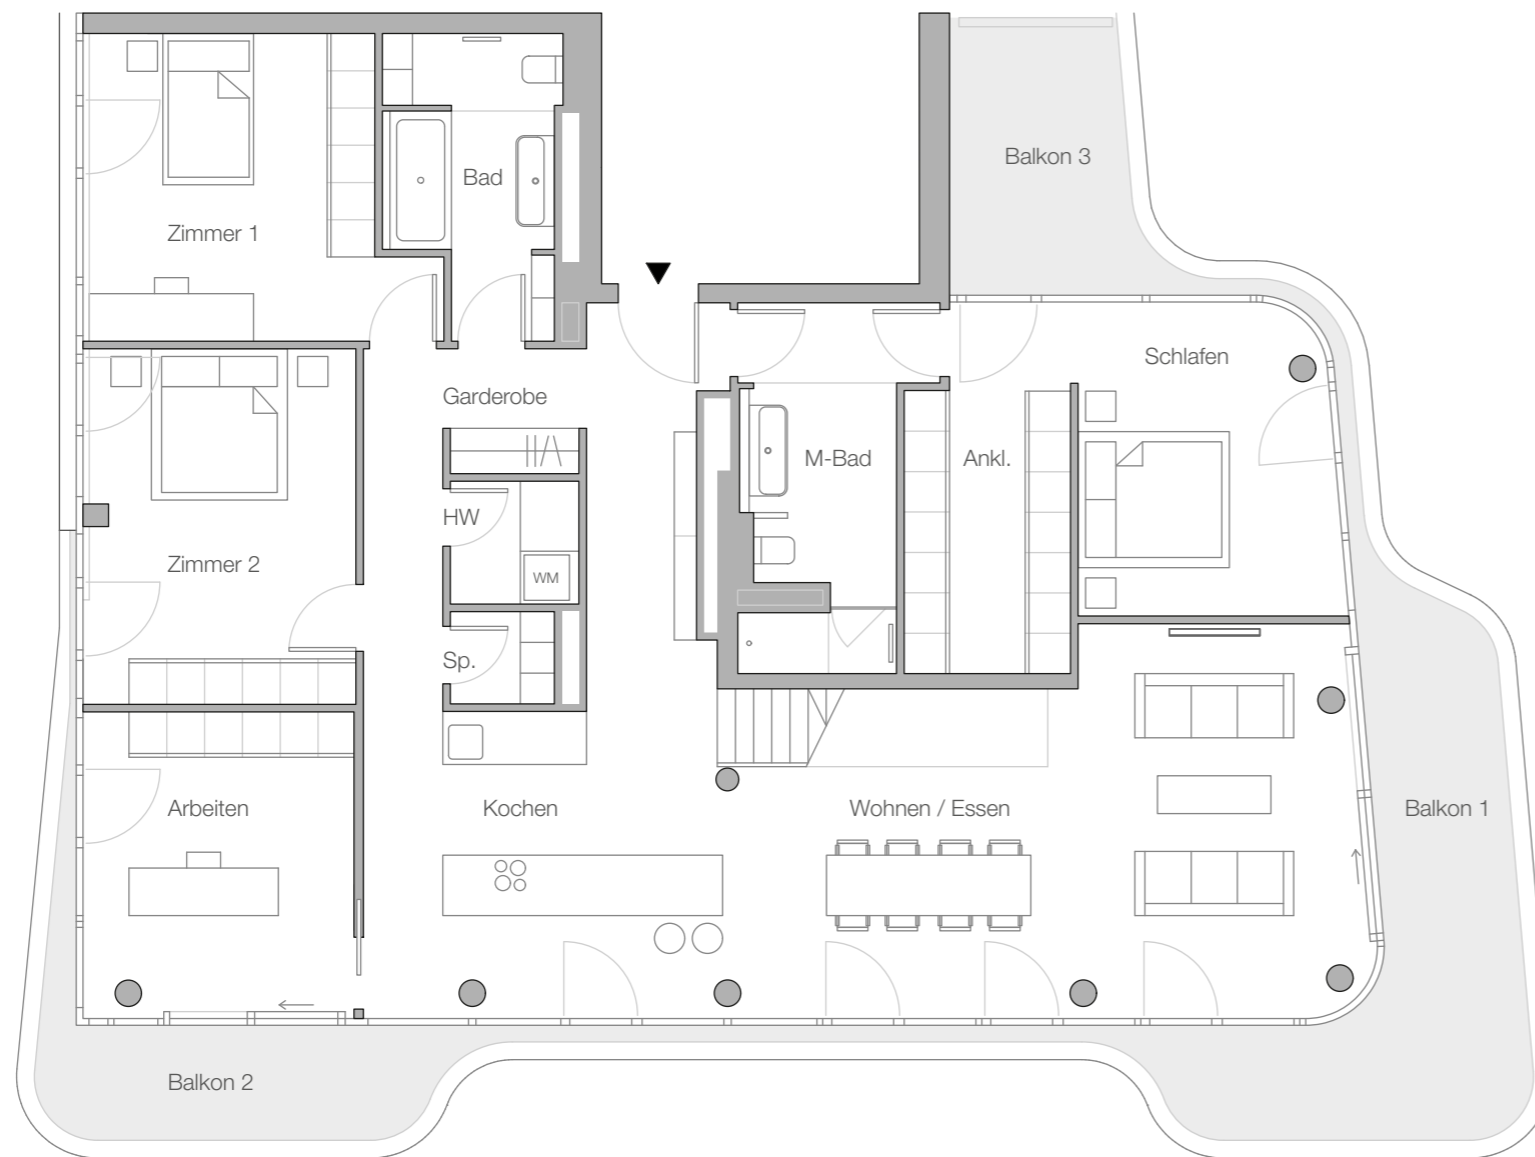 Balkon 3
Bad
Zimmer 1
Schlafen
Garderobe
M-Bad
Ankl.
HW
Zimmer 2
WM
Sp.
Arbeiten
Kochen
Wohnen / Essen
Balkon 1
Balkon 2